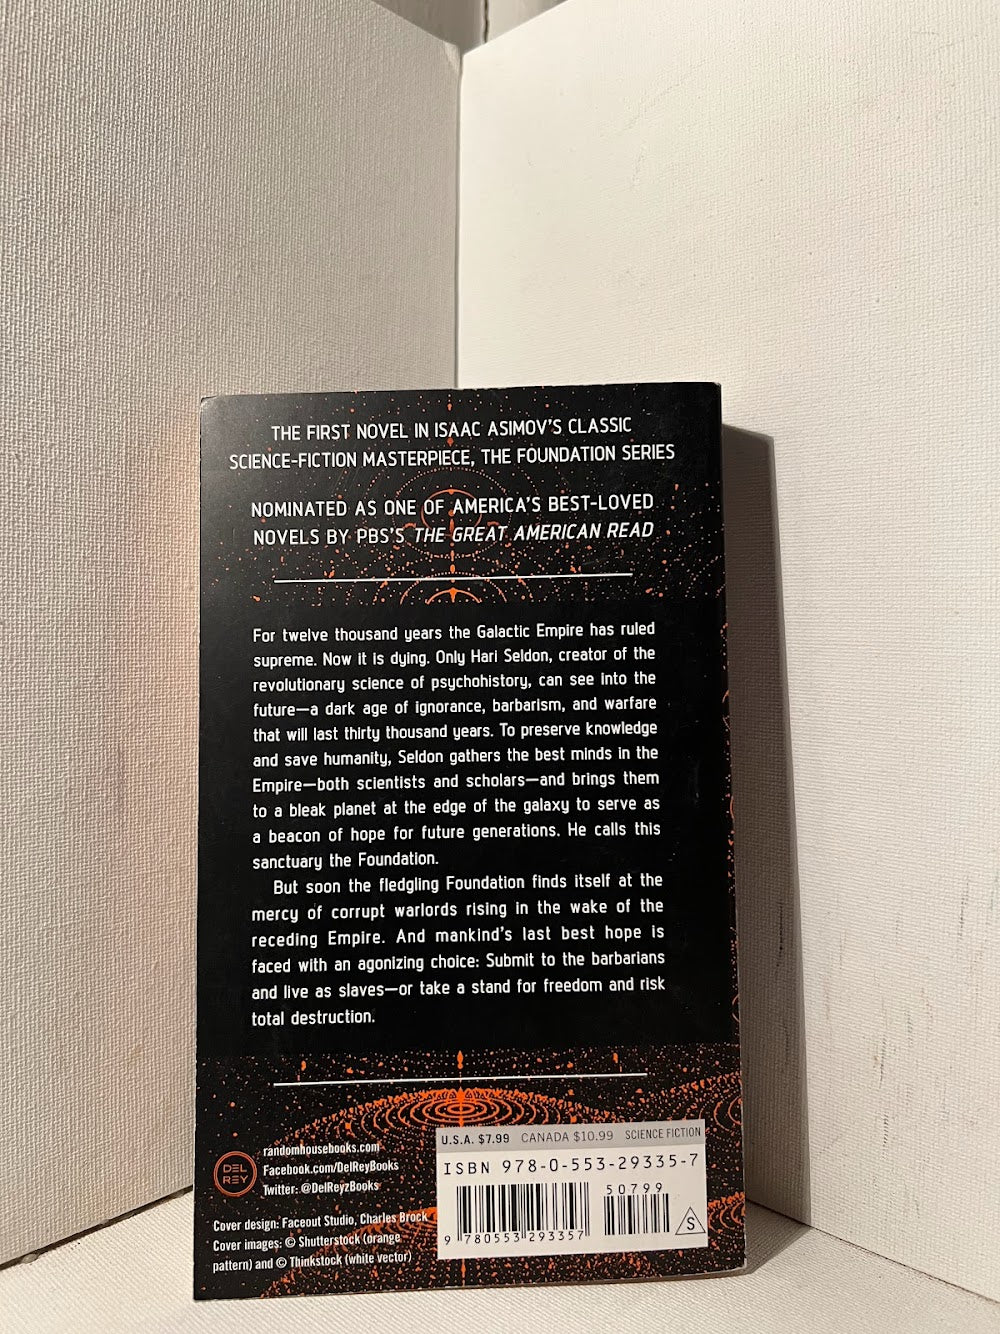 THE FIRST NOVEL IN ISAAC ASIMOV'S CLASSIC
SCIENCE-FICTION MASTERPIECE, THE FOUNDATION SERIES
NOMINATED AS ONE OF AMERICA'S BEST-LOVED
NOVELS BY PBS'S THE GREAT AMERICAN READ
For twelve thousand years the Galactic Empire has ruled
supreme. Now it is dying. Only Hari Seldon, creator of the
revolutionary science of psychohistory, can see into the
future—a dark age of ignorance, barbarism, and warfare
that will last thirty thousand years. To preserve knowledge
and save humanity, Seldon gathers the best minds in the
Empire—both scientists and scholars—and brings them
to a bleak planet at the edge of the galaxy to serve as
a beacon of hope for future generations. He calls this
sanctuary the Foundation.
But soon the fledgling Foundation finds itself at the
mercy of corrupt warlords rising in the wake of the
receding Empire. And mankind's last best hope is
faced with an agonizing choice: Submit to the barbarians
and live as slaves—or take a stand for freedom and risk
total destruction.
DEL
REY
randomhousebooks.com
Facebook.com/DelReyBooks
Twitter: @DelReyzBooks
Cover design: Faceout Studio, Charles Brock
Cover images: © Shutterstock (orange
pattern) and © Thinkstock (white vector)
U.S.A. $7.99 CANADA $10.99 SCIENCE FICTION
ISBN 978-0-553-29335-7
50799
9 780553 293357
S